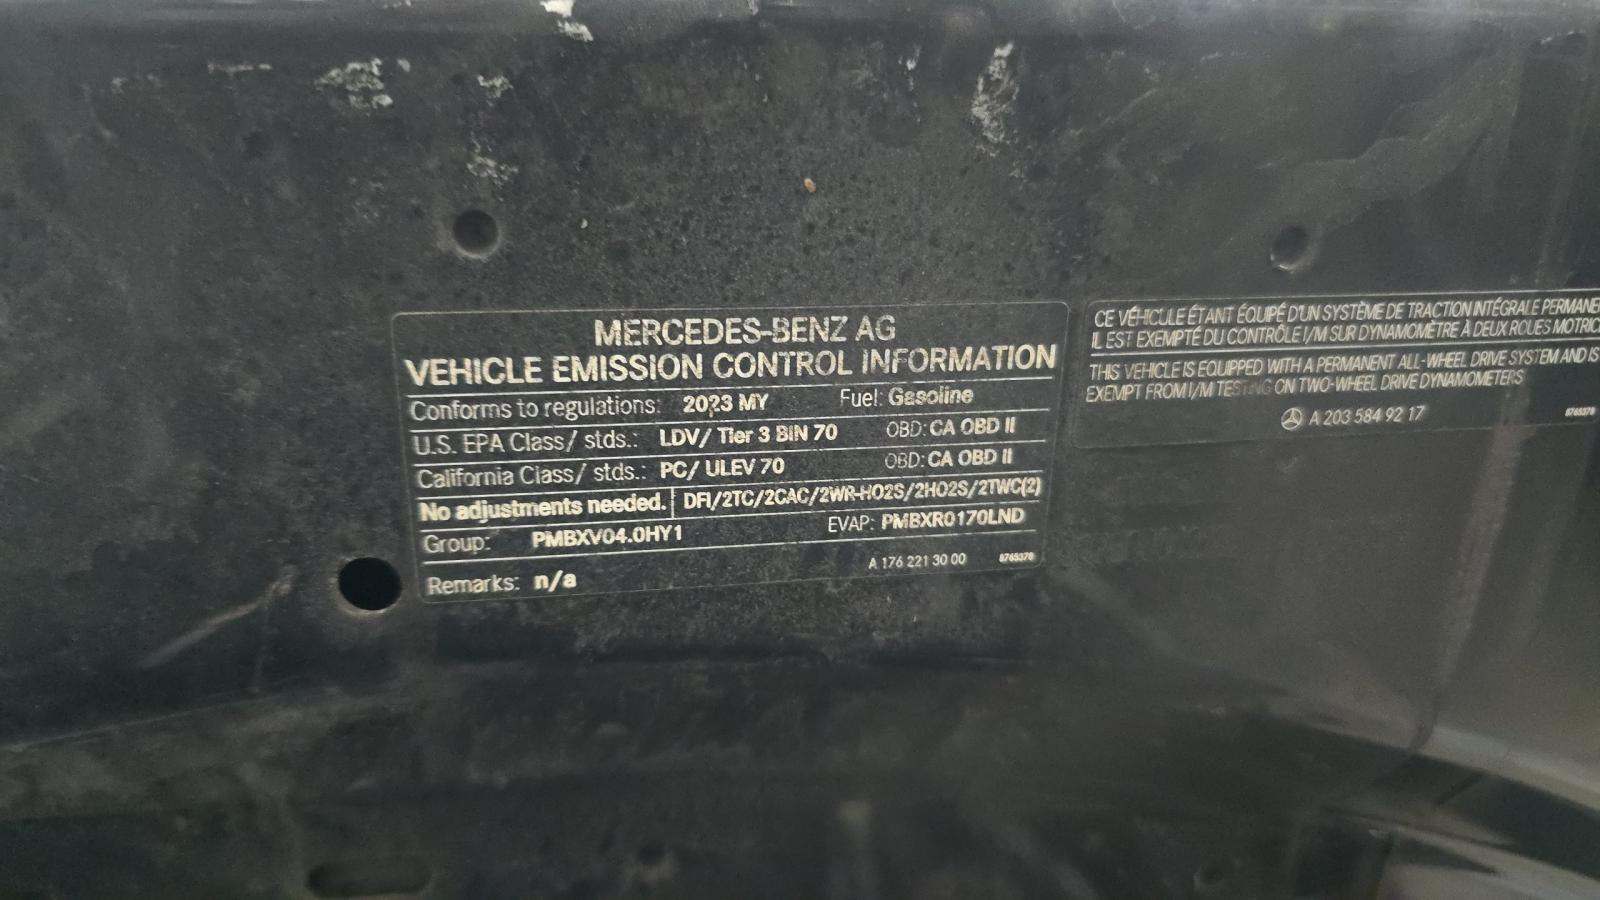 MERCEDES-BENZ AG
VEHICLE EMISSION CONTROL INFORMATION
Conforms to regulations: 2023 MY Fuel: Gasoline
U.S. EPA Class/ stds.: LDV/ Tier 3 BIN 70 OBD: CA OBD II
California Class/ stds.: PC/ ULEV 70 OBD: CA OBD II
No adjustments needed. DFI/2TC/2CAC/2WR-HO2S/2HO2S/2TWC(2)
Group: PMBXV04.0HY1 EVAP: PMBXR0170LND
Remarks: n/a A 176 221 30 00 8765378
CE VÉHICULE ÉTANT ÉQUIPÉ D'UN SYSTÈME DE TRACTION INTÉGRALE PERMANE
IL EST EXEMPTÉ DU CONTRÔLE I/M SUR DYNAMOMÈTRE À DEUX ROUES MOTRIC
THIS VEHICLE IS EQUIPPED WITH A PERMANENT ALL-WHEEL DRIVE SYSTEM AND IS
EXEMPT FROM I/M TESTING ON TWO-WHEEL DRIVE DYNAMOMETERS
A 203 584 92 17 8765378